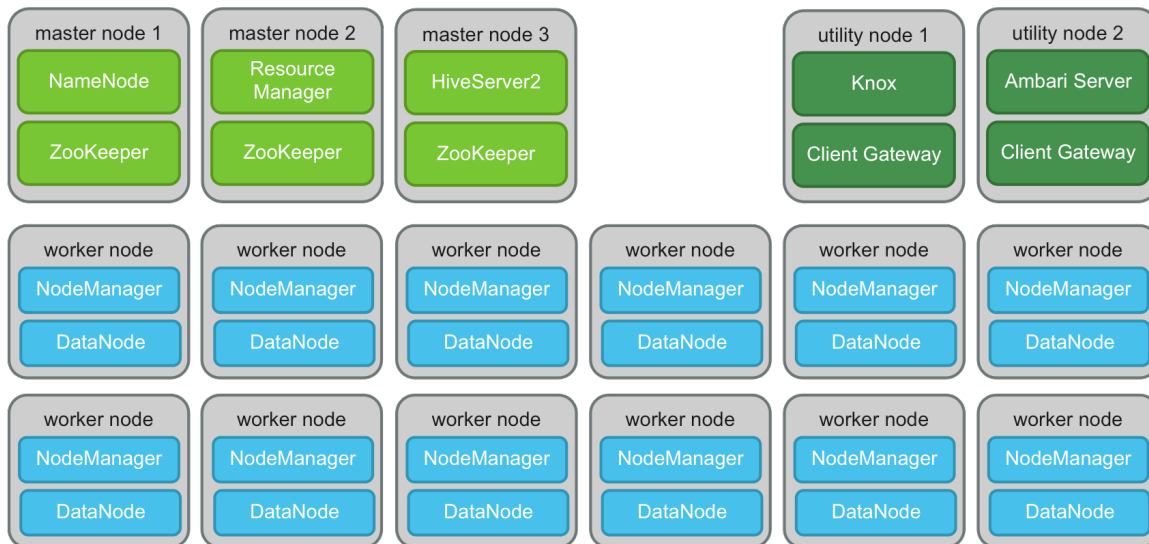 master node 1
NameNode
ZooKeeper
master node 2
Resource
Manager
ZooKeeper
master node 3
HiveServer2
ZooKeeper
utility node 1
Knox
Client Gateway
utility node 2
Ambari Server
Client Gateway
worker node
NodeManager
DataNode
worker node
NodeManager
DataNode
worker node
NodeManager
DataNode
worker node
NodeManager
DataNode
worker node
NodeManager
DataNode
worker node
NodeManager
DataNode
worker node
NodeManager
DataNode
worker node
NodeManager
DataNode
worker node
NodeManager
DataNode
worker node
NodeManager
DataNode
worker node
NodeManager
DataNode
worker node
NodeManager
DataNode